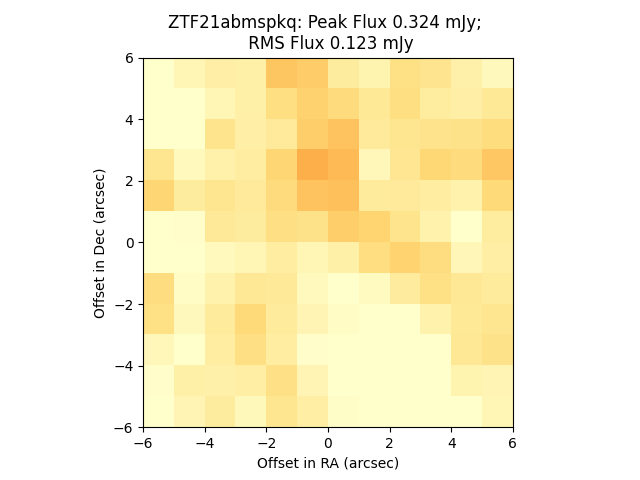 ZTF21abmspkq: Peak Flux 0.324 mJy;
RMS Flux 0.123 mJy
6
4
2
0
−2
−4
−6
Offset in Dec (arcsec)
−6 −4 −2 0 2 4 6
Offset in RA (arcsec)